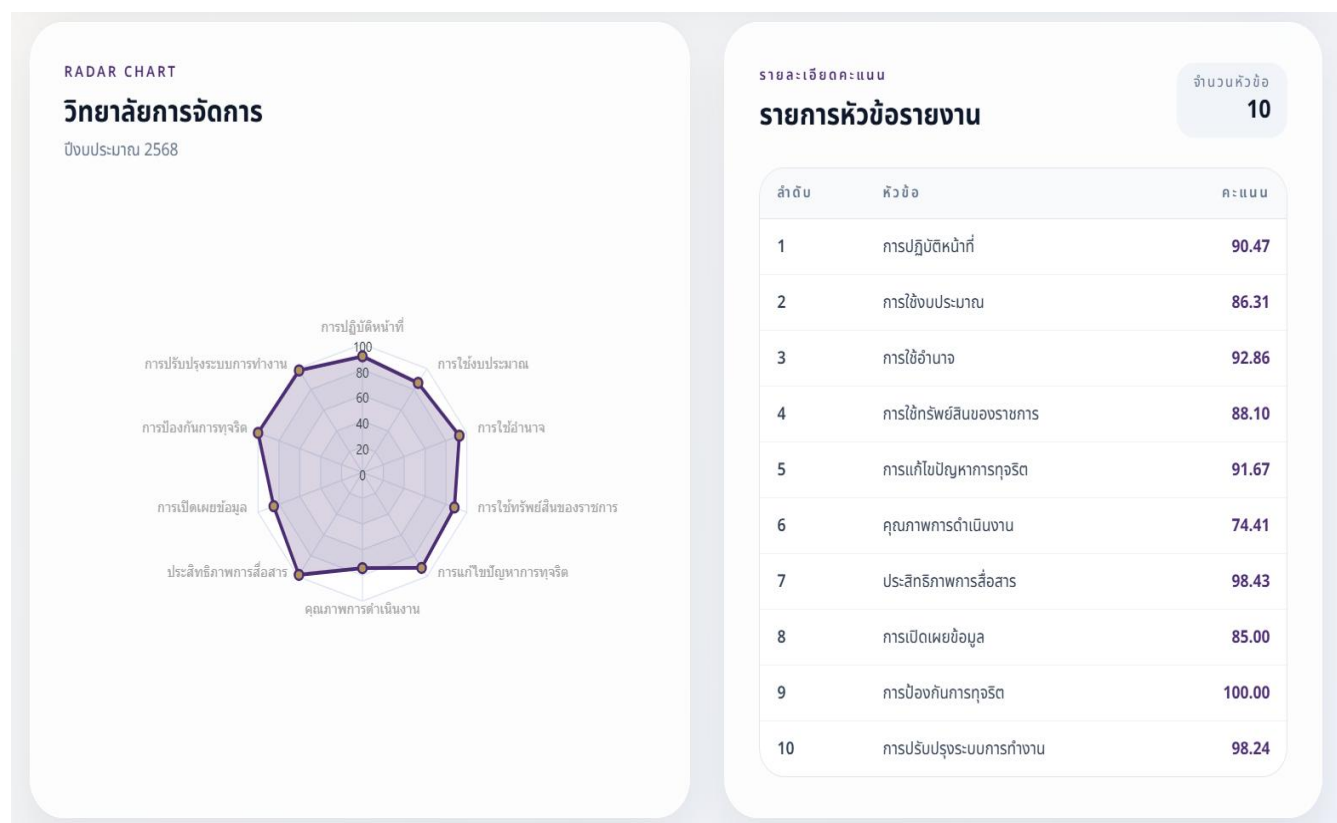 RADAR CHART
วิทยาลัยการจัดการ
ปีงบประมาณ 2568
การปฏิบัติหน้าที่
100
การปรับปรุงระบบการทำงาน
80
การใช้งบประมาณ
60
การป้องกันการทุจริต
40
การใช้อำนาจ
20
0
การเปิดเผยข้อมูล
การใช้ทรัพย์สินของราชการ
ประสิทธิภาพการสื่อสาร
การแก้ไขปัญหาการทุจริต
คุณภาพการดำเนินงาน
รายละเอียดคะแนน
รายการหัวข้อรายงาน
จำนวนหัวข้อ
10
ลำดับ หัวข้อ คะแนน
1 การปฏิบัติหน้าที่ 90.47
2 การใช้งบประมาณ 86.31
3 การใช้อำนาจ 92.86
4 การใช้ทรัพย์สินของราชการ 88.10
5 การแก้ไขปัญหาการทุจริต 91.67
6 คุณภาพการดำเนินงาน 74.41
7 ประสิทธิภาพการสื่อสาร 98.43
8 การเปิดเผยข้อมูล 85.00
9 การป้องกันการทุจริต 100.00
10 การปรับปรุงระบบการทำงาน 98.24